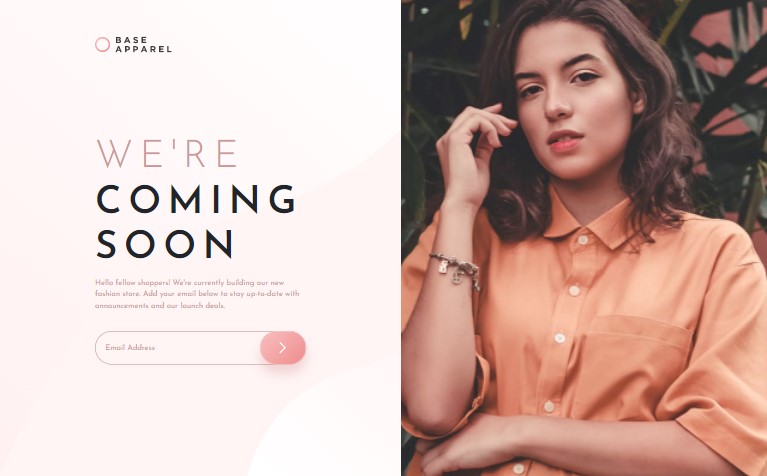 BASE
APPAREL
WE'RE
COMING
SOON
Hello fellow shoppers! We're currently building our new
fashion store. Add your email below to stay up-to-date with
announcements and our launch deals.
Email Address